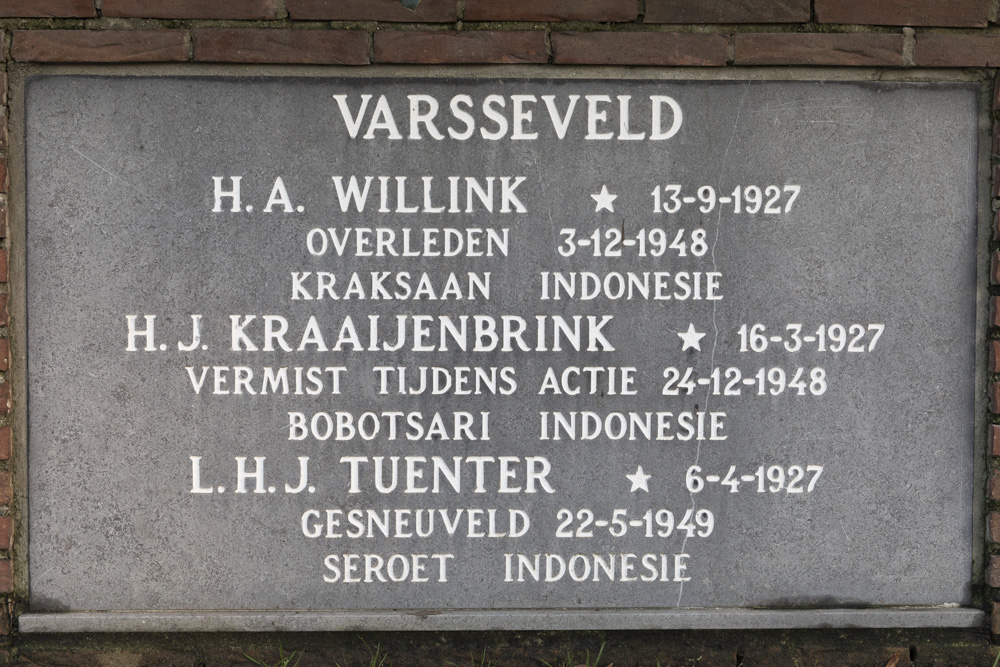 VARSSEVELD
H. A. WILLINK ★ 13-9-1927
OVERLEDEN 3-12-1948
KRAKSAAN INDONESIE
H. J. KRAAIJENBRINK ★ 16-3-1927
VERMIST TIJDENS ACTIE 24-12-1948
BOBOTSARI INDONESIE
L. H. J. TUENTER ★ 6-4-1927
GESNEUVELD 22-5-1949
SEROET INDONESIE